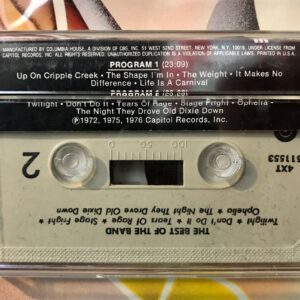 MANUFACTURED BY COLUMBIA HOUSE, A DIVISION OF CBS, INC. 51 WEST 52ND STREET, NEW YORK, N.Y. 10019, UNDER LICENSE FROM
CAPITOL RECORDS, INC. ALL RIGHTS RESERVED. UNAUTHORIZED DUPLICATION IS A VIOLATION OF APPLICABLE LAWS. PRINTED IN U.S.A.
PROGRAM 1 (23:09)
Up On Cripple Creek • The Shape I'm In • The Weight • It Makes No
Difference • Life Is A Carnival
PROGRAM 2
Twilight • Don't Do It • Tears Of Rage • Stage Fright • Ophelia •
The Night They Drove Old Dixie Down
℗1972, 1975, 1976 Capitol Records, Inc.
2
4XT
511553
THE BEST OF THE BAND
Twilight ★ Don't Do It ★ Tears Of Rage ★ Stage Fright ★
Ophelia ★ The Night They Drove Old Dixie Down